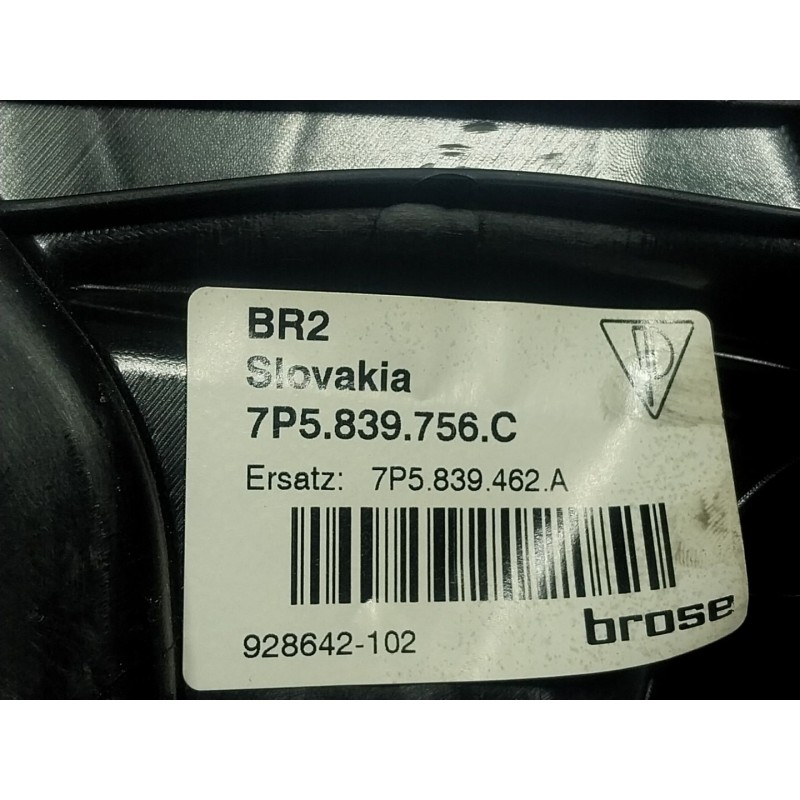 BR2
Slovakia
7P5.839.756.C
Ersatz: 7P5.839.462.A
928642-102
brose